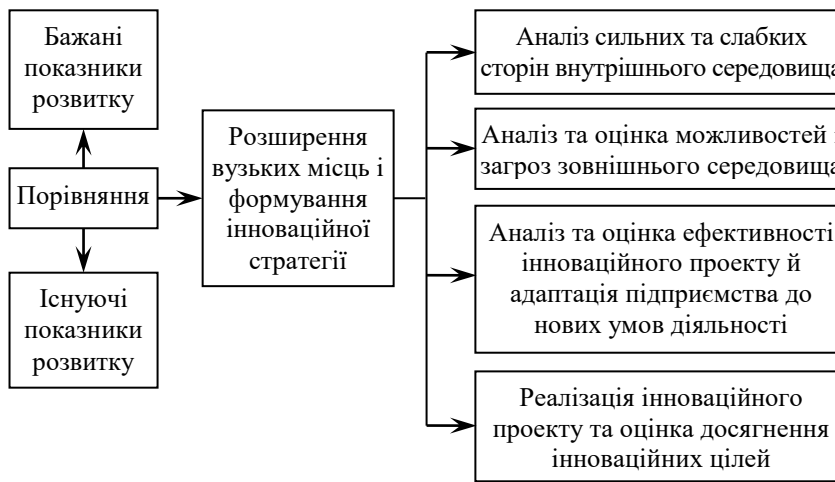 Бажані
показники
розвитку
Порівняння
Існуючі
показники
розвитку
Розширення
вузьких місць і
формування
інноваційної
стратегії
Аналіз сильних та слабких
сторін внутрішнього середовища
Аналіз та оцінка можливостей
загроз зовнішнього середовища
Аналіз та оцінка ефективності
інноваційного проекту й
адаптація підприємства до
нових умов діяльності
Реалізація інноваційного
проекту та оцінка досягнення
інноваційних цілей